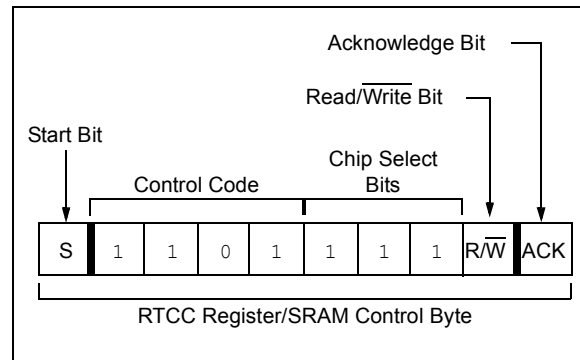 Acknowledge Bit
Read/Write Bit
Start Bit
Chip Select
Control Code Bits
S 1 1 0 1 1 1 1 R/W ACK
RTCC Register/SRAM Control Byte